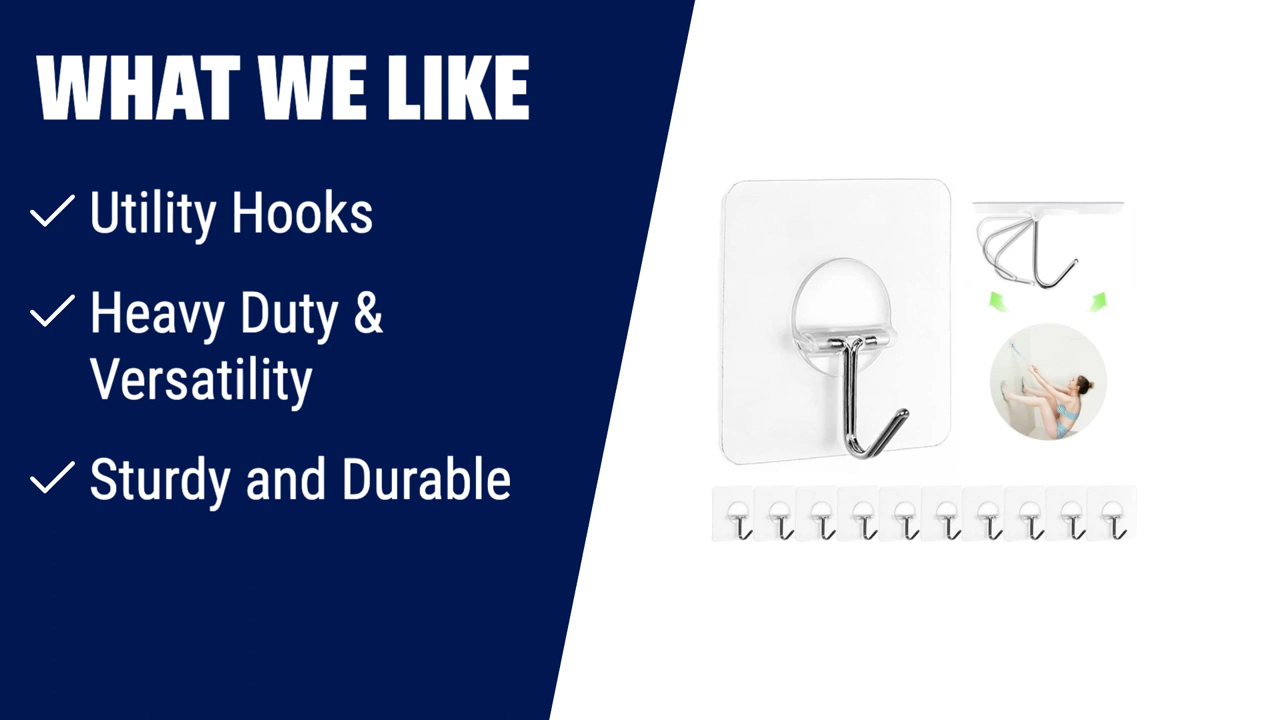 WHAT WE LIKE
Utility Hooks
Heavy Duty &
Versatility
Sturdy and Durable